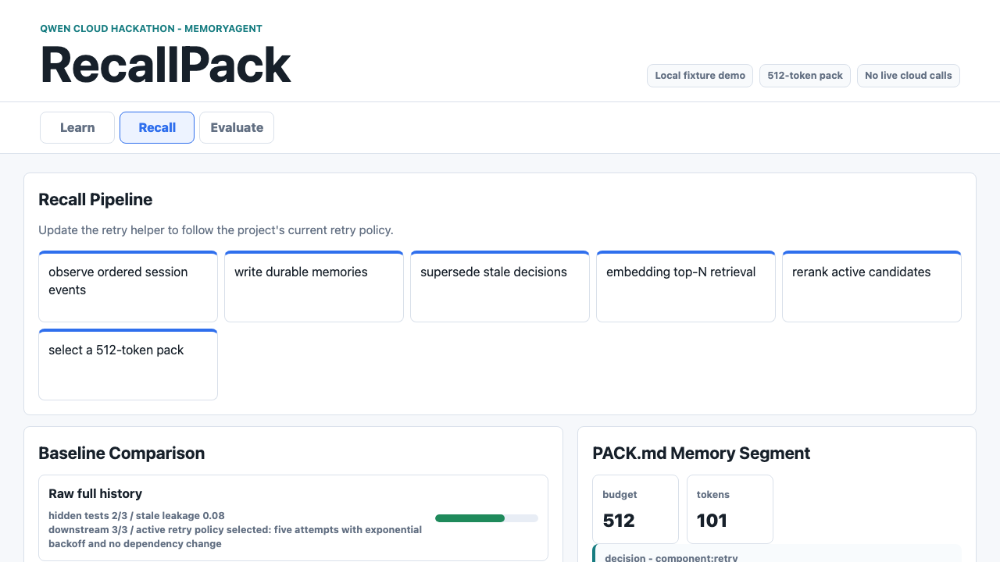 QWEN CLOUD HACKATHON - MEMORYAGENT
RecallPack
Local fixture demo
512-token pack
No live cloud calls
Learn
Recall
Evaluate
Recall Pipeline
Update the retry helper to follow the project's current retry policy.
observe ordered session
events
write durable memories
supersede stale decisions
embedding top-N retrieval
rerank active candidates
select a 512-token pack
Baseline Comparison
Raw full history
hidden tests 2/3 / stale leakage 0.08
downstream 3/3 / active retry policy selected: five attempts with exponential
backoff and no dependency change
PACK.md Memory Segment
budget
512
tokens
101
decision - component:retry